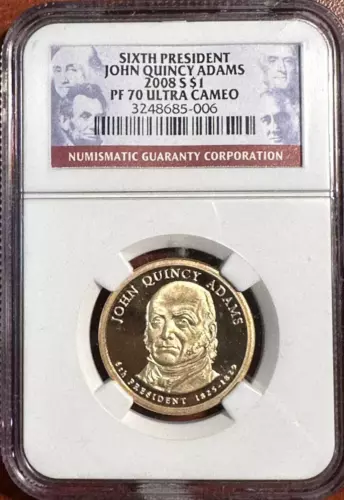 SIXTH PRESIDENT
JOHN QUINCY ADAMS
2008 S $1
PF 70 ULTRA CAMEO
3248685-006
NUMISMATIC GUARANTY CORPORATION
JOHN QUINCY ADAMS
6th PRESIDENT 1825-1829